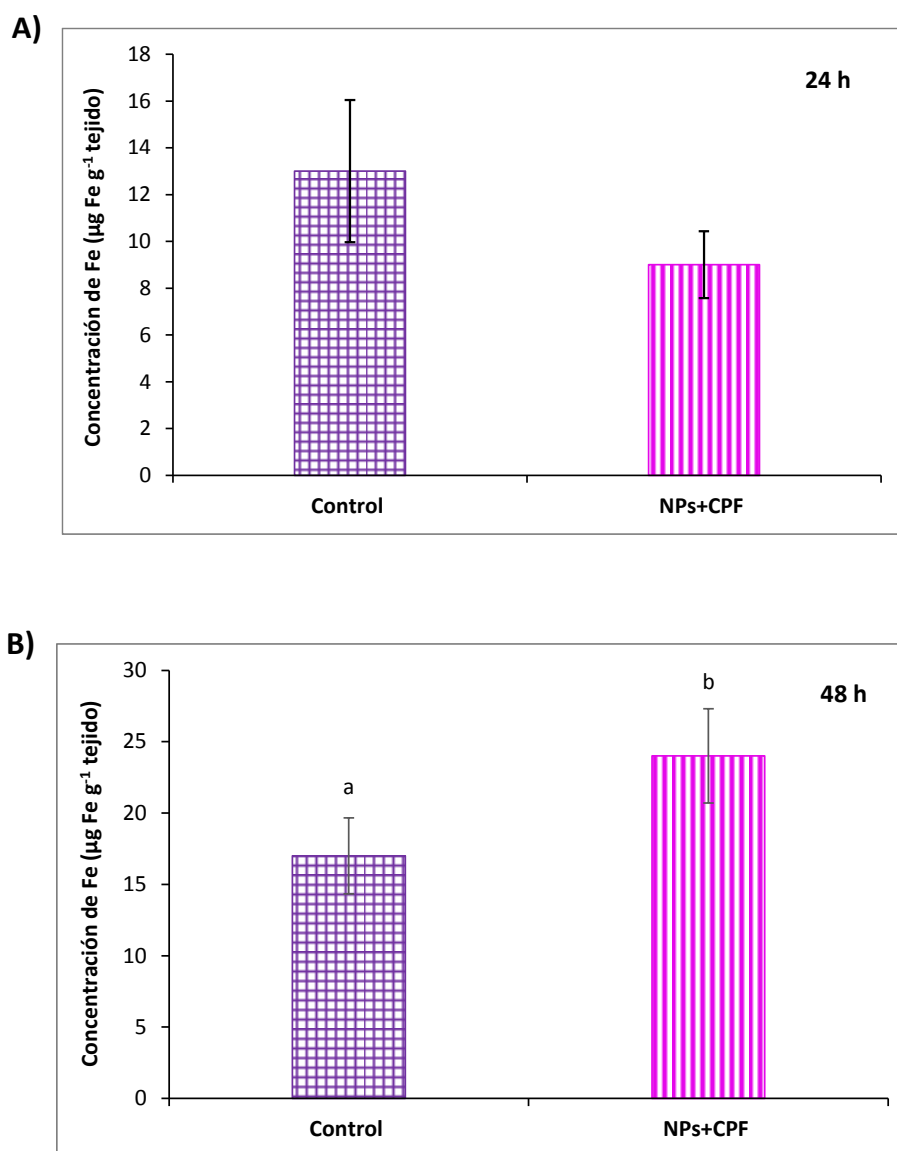 A)
Concentración de Fe (µg Fe g⁻¹ tejido)
18
16
14
12
10
8
6
4
2
0
24 h
Control
NPs+CPF
B)
Concentración de Fe (µg Fe g⁻¹ tejido)
30
25
20
15
10
5
0
a
b
48 h
Control
NPs+CPF